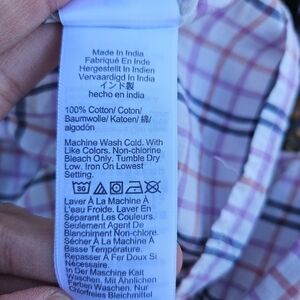 Made In India
Fabriqué En Inde
Hergestellt In Indien
Vervaardigd In India
インド製
hecho en india
100% Cotton/ Coton/
Baumwolle/ Katoen/ 綿/
algodón
Machine Wash Cold. With
Like Colors. Non-chlorine
Bleach Only. Tumble Dry
Low. Iron On Lowest
Setting.
30
Laver À La Machine À
L'eau Froide, Laver En
Séparant Les Couleurs.
Seulement Agent De
Blanchiment Non-chlore.
Sécher À La Machine À
Basse Température.
Repasser À Fer Doux Si
Nécessaire.
In Der Maschine Kalt
Waschen. Mit Ähnlichen
Farben Waschen. Nur
Chlorfreies Bleichmittel